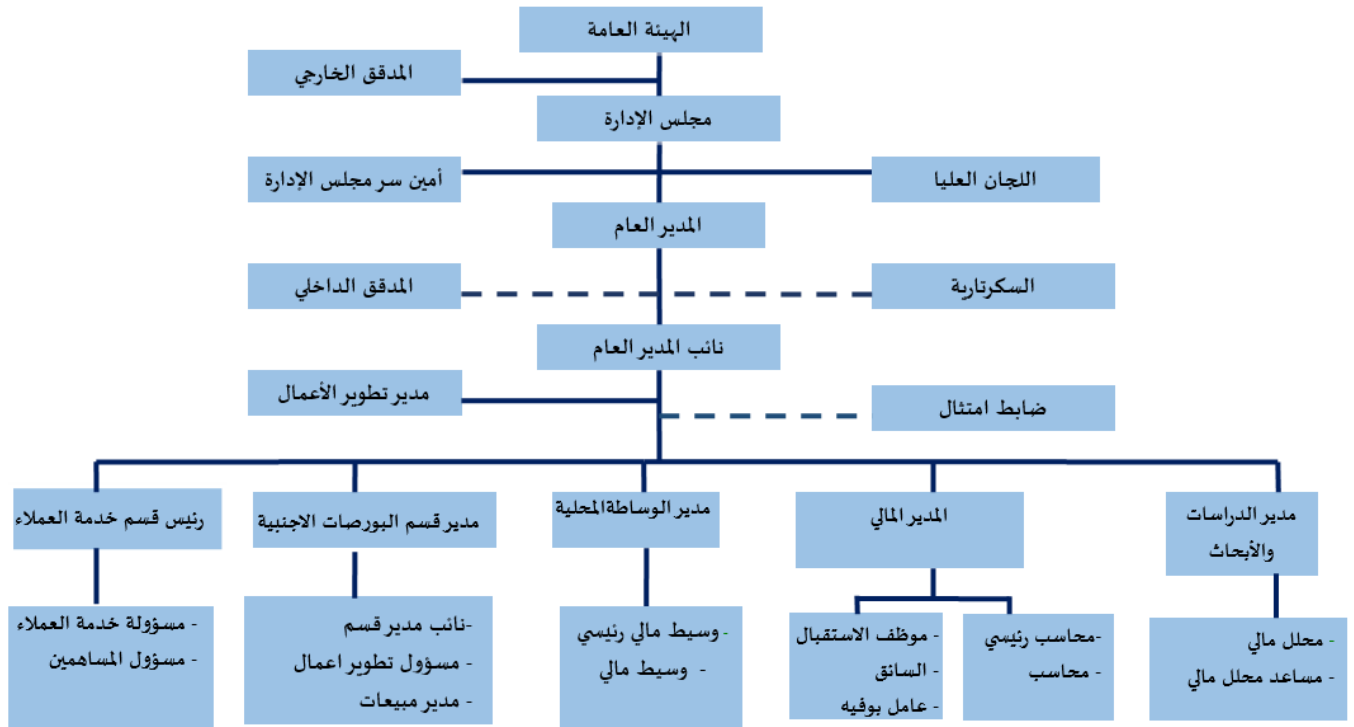 الهيئة العامة
المدقق الخارجي
مجلس الإدارة
اللجان العليا
أمين سر مجلس الإدارة
المدير العام
السكرتارية
المدقق الداخلي
نائب المدير العام
مدير تطوير الأعمال
ضابط امتثال
مدير الدراسات
والأبحاث
المدير المالي
مدير الوساطة المحلية
مدير قسم البورصات الاجنبية
رئيس قسم خدمة العملاء
- محلل مالي
- مساعد محلل مالي
-محاسب رئيسي
- محاسب
- موظف الاستقبال
- السائق
- عامل بوفيه
- وسيط مالي رئيسي
- وسيط مالي
-نائب مدير قسم
- مسؤول تطوير اعمال
- مدير مبيعات
- مسؤولة خدمة العملاء
- مسؤول المساهمين